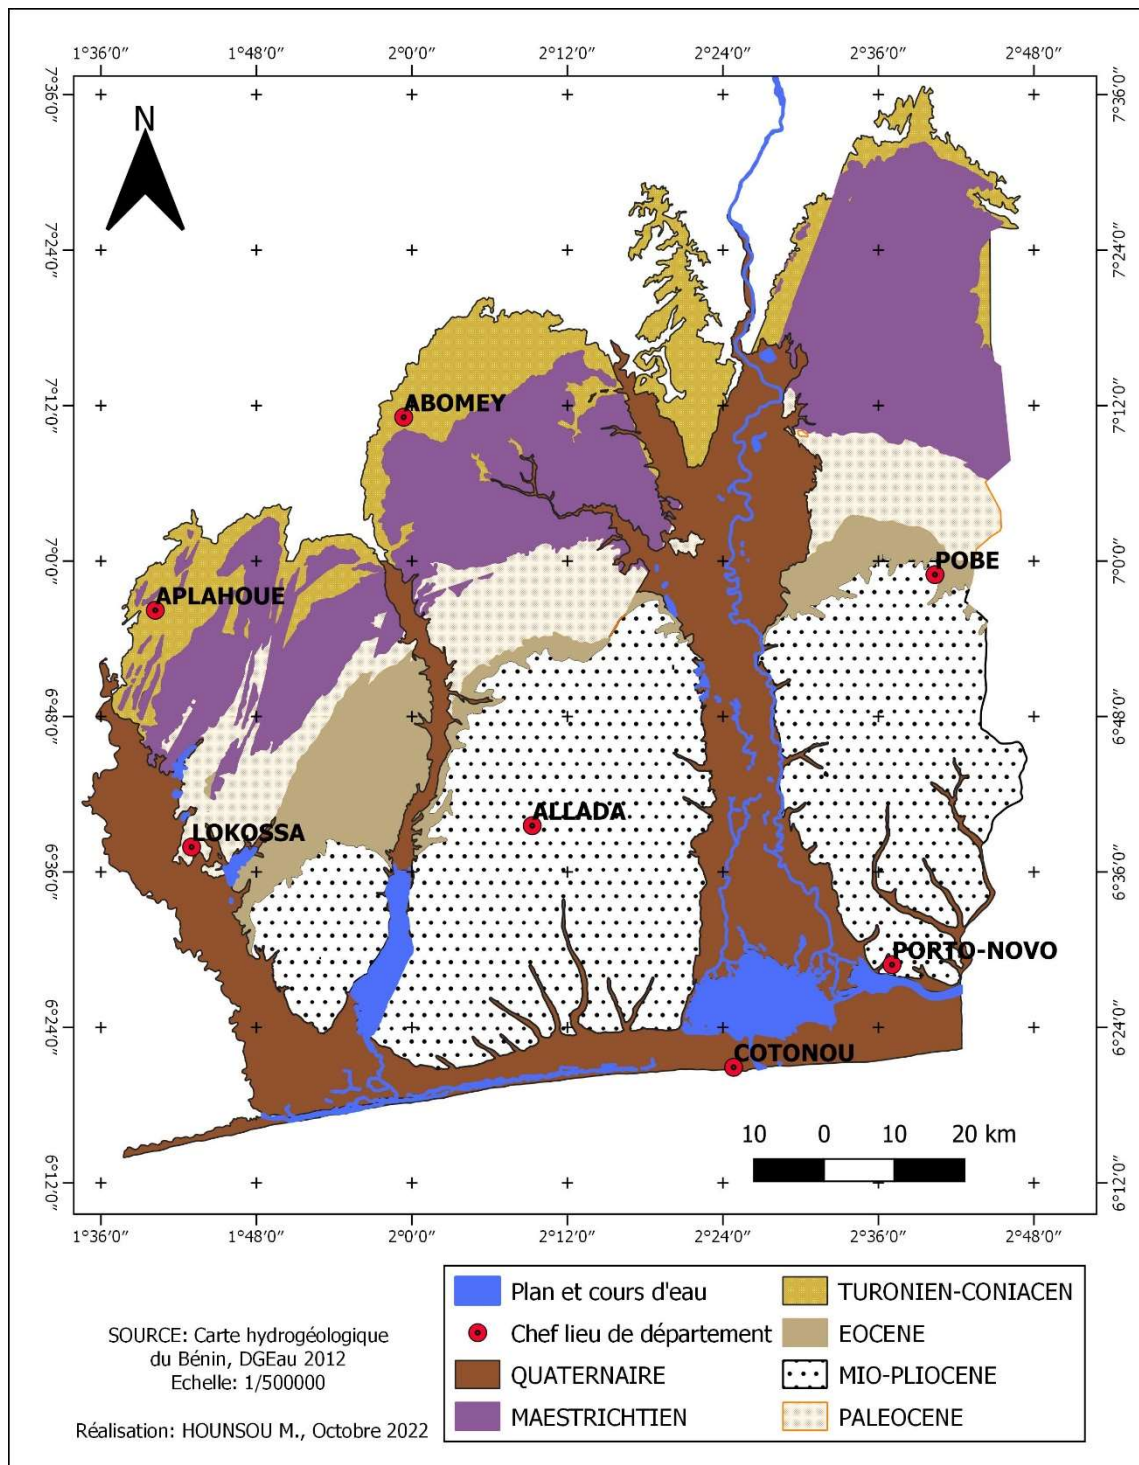 1°36'0" 1°48'0" 2°0'0" 2°12'0" 2°24'0" 2°36'0" 2°48'0"
7°36'0" 7°36'0"
N
7°24'0" 7°24'0"
7°12'0" ABOMEY 7°12'0"
7°0'0" POBE 7°0'0"
APLAHOUE
6°48'0" 6°48'0"
ALLADA
LOKOSSA
6°36'0" 6°36'0"
PORTO-NOVO
6°24'0" 6°24'0"
COTONOU
10 0 10 20 km
6°12'0" 6°12'0"
1°36'0" 1°48'0" 2°0'0" 2°12'0" 2°24'0" 2°36'0" 2°48'0"
Plan et cours d'eau
Chef lieu de département
QUATERNAIRE
MAESTRICHTIEN
TURONIEN-CONIACEN
EOCENE
MIO-PLIOCENE
PALEOCENE
SOURCE: Carte hydrogéologique
du Bénin, DGEau 2012
Echelle: 1/500000
Réalisation: HOUNSOU M., Octobre 2022